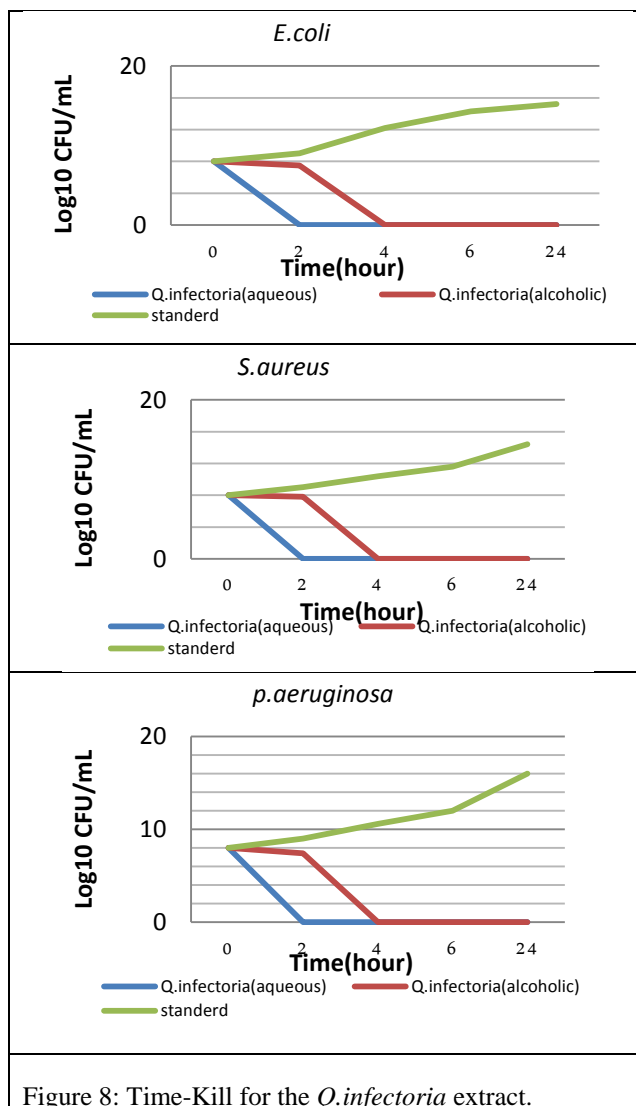 E.coli
20
Log10 CFU/mL
0
0 2 4 6 24
Time(hour)
Q.infectoria(aqueous) Q.infectoria(alcoholic)
standerd
S.aureus
20
Log10 CFU/mL
0
0 2 4 6 24
Time(hour)
Q.infectoria(aqueous) Q.infectoria(alcoholic)
standerd
p.aeruginosa
20
Log10 CFU/mL
10
0
0 2 4 6 24
Time(hour)
Q.infectoria(aqueous) Q.infectoria(alcoholic)
standerd
Figure 8: Time-Kill for the Q.infectoria extract.